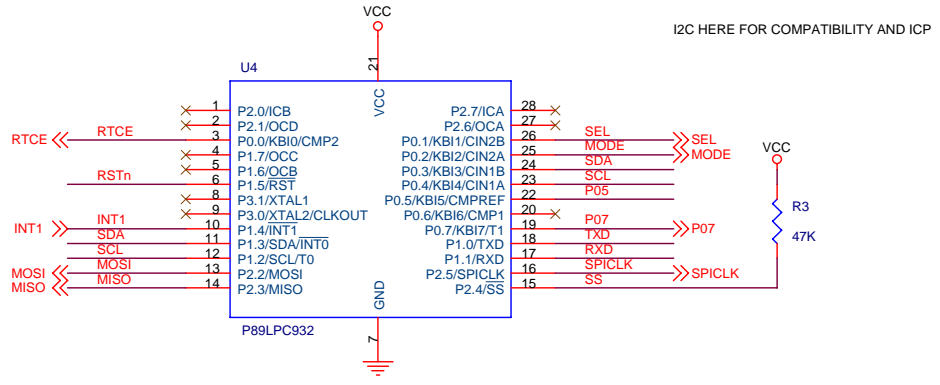 VCC
I2C HERE FOR COMPATIBILITY AND ICP
21
U4
VCC
1 P2.0/ICB P2.7/ICA 28
2 P2.1/OCD P2.6/OCA 27
RTCE RTCE 3 P0.0/KBI0/CMP2 P0.1/KBI1/CIN2B 26 SEL SEL
4 P1.7/OCC P0.2/KBI2/CIN2A 25 MODE MODE
5 P1.6/OCB P0.3/KBI3/CIN1B 24 SDA
RSTn 6 P1.5/RST P0.4/KBI4/CIN1A 23 SCL
8 P3.1/XTAL1 P0.5/KBI5/CMPREF 22 P05
9 P3.0/XTAL2/CLKOUT P0.6/KBI6/CMP1 20
INT1 INT1 10 P1.4/INT1 P0.7/KBI7/T1 19 P07 P07
SDA 11 P1.3/SDA/INT0 P1.0/TXD 18 TXD
SCL 12 P1.2/SCL/T0 P1.1/RXD 17 RXD
MOSI MOSI 13 P2.2/MOSI P2.5/SPICLK 16 SPICLK SPICLK
MISO MISO 14 P2.3/MISO P2.4/SS 15 SS
VCC
R3
47K
GND
P89LPC932
7